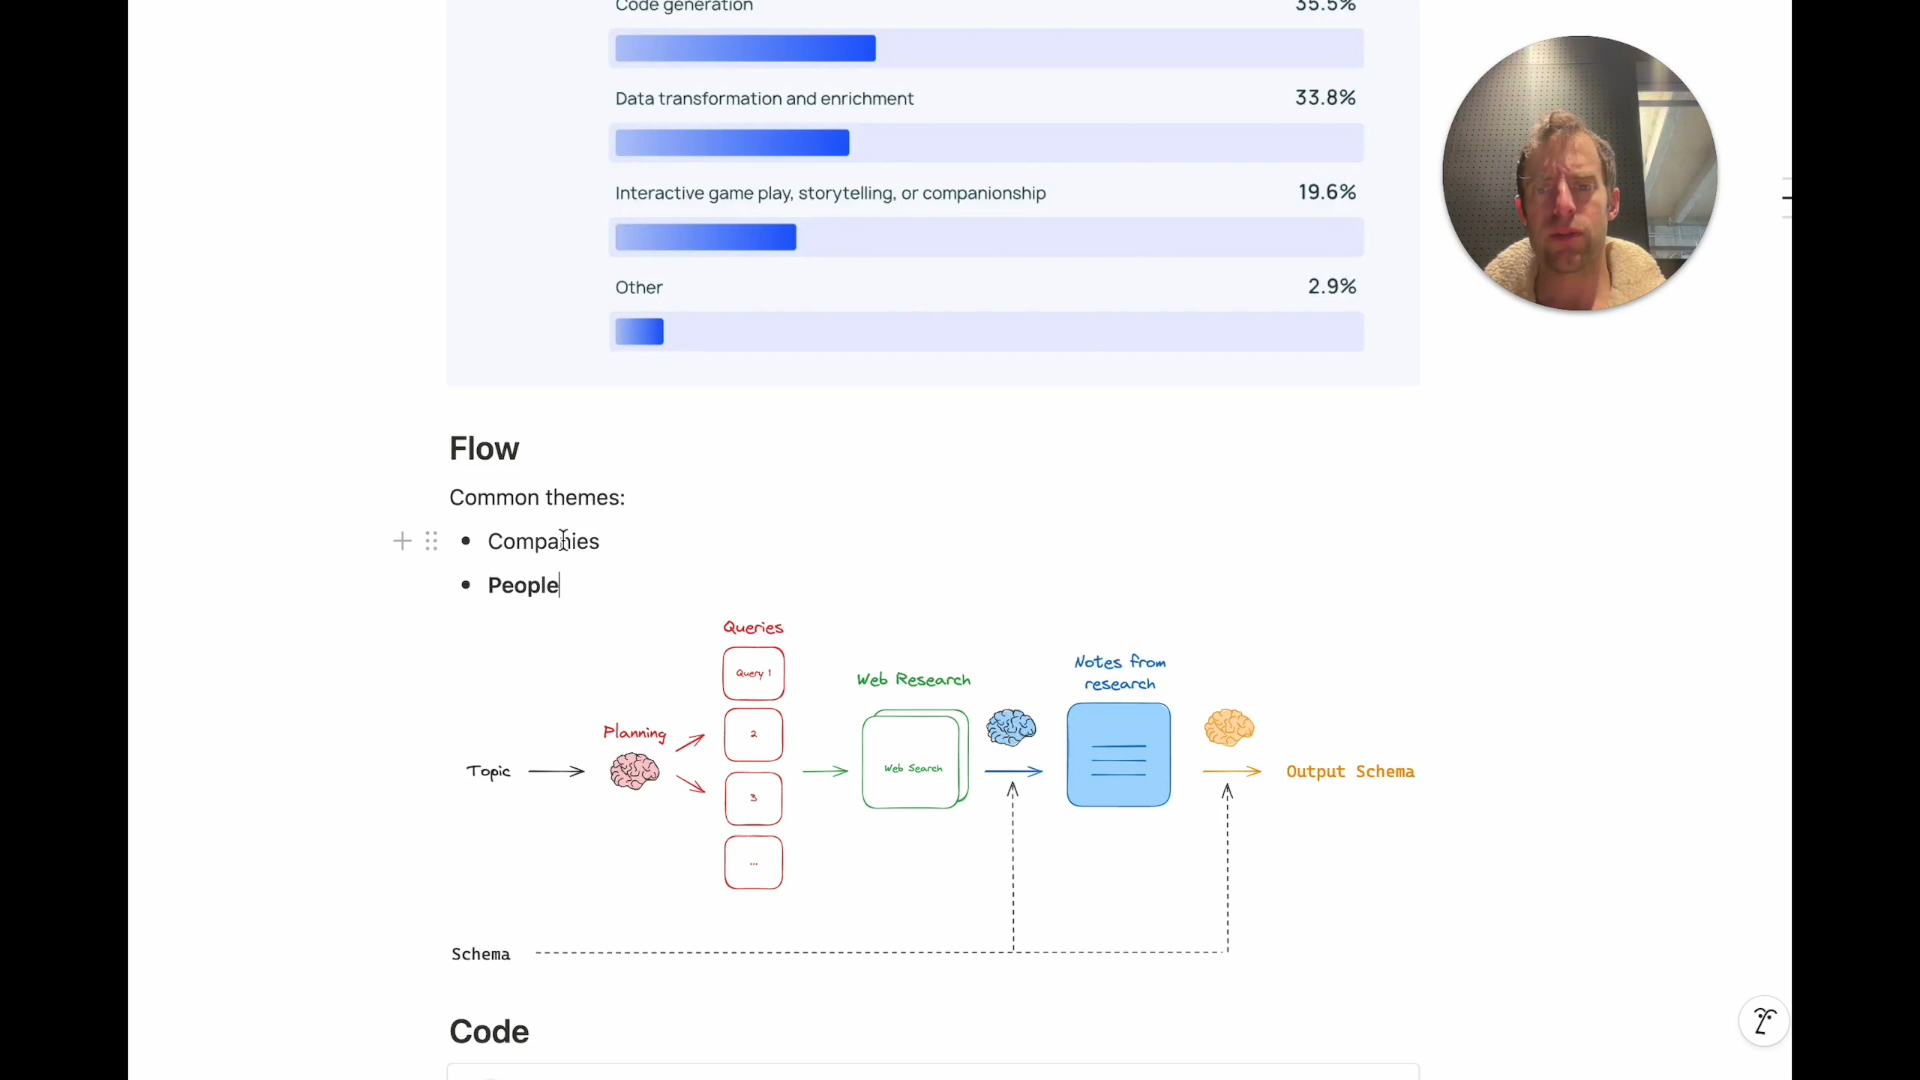 Code generation 35.5%
Data transformation and enrichment 33.8%
Interactive game play, storytelling, or companionship 19.6%
Other 2.9%
Flow
Common themes:
• Companies
• People
Queries
Query 1
2
3
...
Planning
Topic
Web Research
Web Search
Notes from
research
Output Schema
Schema
Code